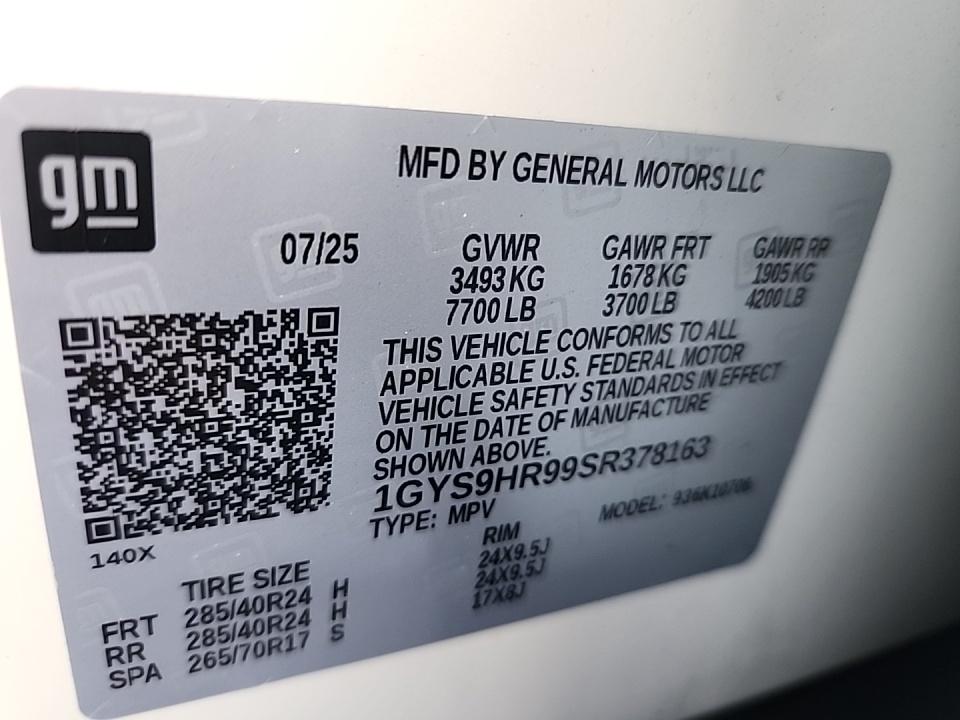 gm
MFD BY GENERAL MOTORS LLC
07/25 GVWR GAWR FRT GAWR RR
3493 KG 1678 KG 1905 KG
7700 LB 3700 LB 4200 LB
THIS VEHICLE CONFORMS TO ALL
APPLICABLE U.S. FEDERAL MOTOR
VEHICLE SAFETY STANDARDS IN EFFECT
ON THE DATE OF MANUFACTURE
SHOWN ABOVE.
1GYS9HR99SR378163
TYPE: MPV MODEL:
140X
TIRE SIZE RIM
FRT 285/40R24 H 24X9.5J
RR 285/40R24 H 24X9.5J
SPA 265/70R17 S 17X8J